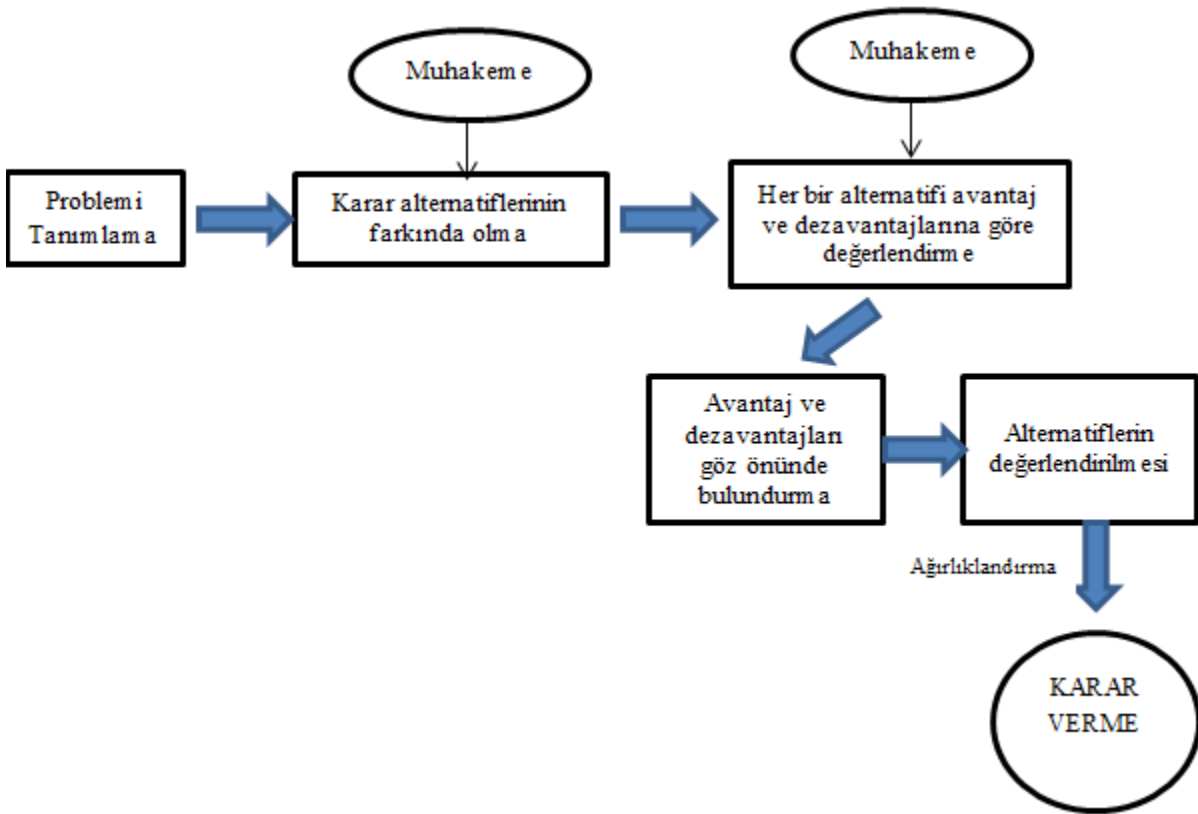 Muhakeme
Muhakeme
Problemi
Tanımlama
Karar alternatiflerinin
farkında olma
Her bir alternatifi avantaj
ve dezavantajlarına göre
değerlendirme
Avantaj ve
dezavantajları
göz önünde
bulundurma
Alternatiflerin
değerlendirilmesi
Ağırlıklandırma
KARAR
VERME